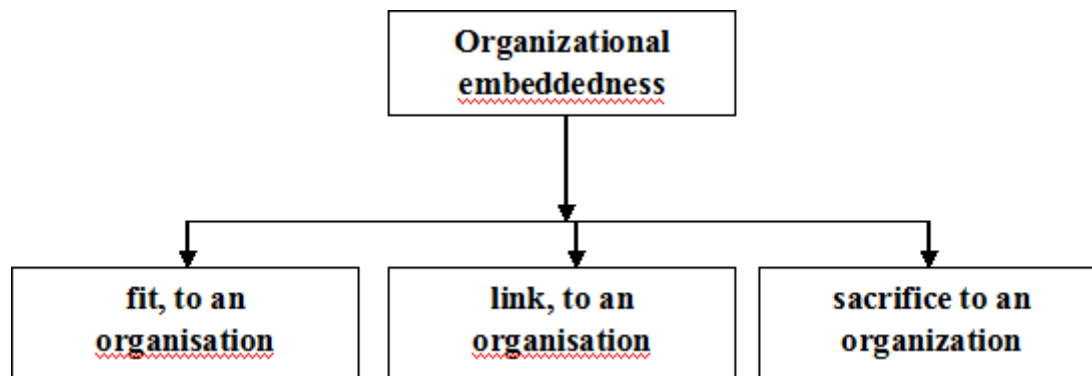 Organizational
embeddedness
fit, to an
organisation
link, to an
organisation
sacrifice to an
organization